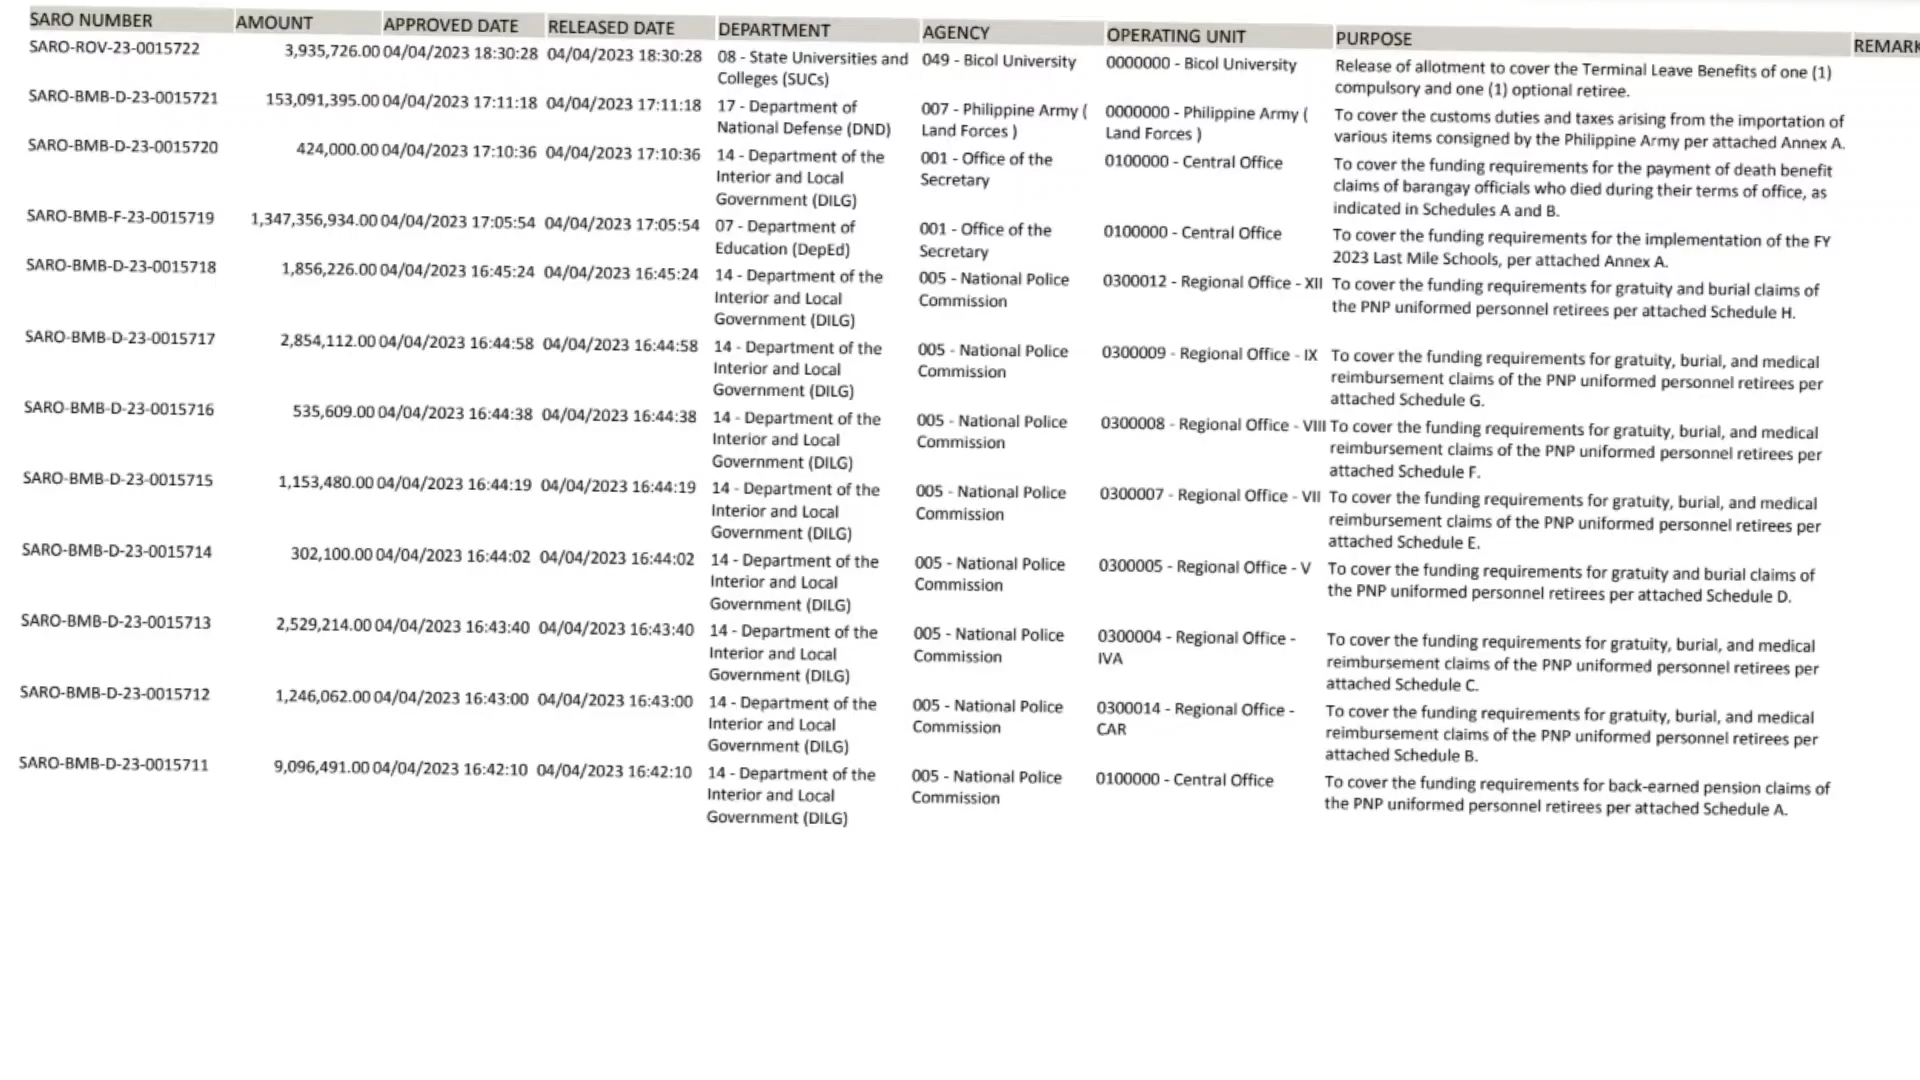 SARO NUMBER AMOUNT APPROVED DATE RELEASED DATE DEPARTMENT AGENCY OPERATING UNIT PURPOSE REMARK
SARO-ROV-23-0015722 3,935,726.00 04/04/2023 18:30:28 04/04/2023 18:30:28 08 - State Universities and 049 - Bicol University 0000000 - Bicol University Release of allotment to cover the Terminal Leave Benefits of one (1)
Colleges (SUCs) compulsory and one (1) optional retiree.
SARO-BMB-D-23-0015721 153,091,395.00 04/04/2023 17:11:18 04/04/2023 17:11:18 17 - Department of 007 - Philippine Army ( 0000000 - Philippine Army ( To cover the customs duties and taxes arising from the importation of
National Defense (DND) Land Forces ) Land Forces ) various items consigned by the Philippine Army per attached Annex A.
SARO-BMB-D-23-0015720 424,000.00 04/04/2023 17:10:36 04/04/2023 17:10:36 14 - Department of the 001 - Office of the 0100000 - Central Office To cover the funding requirements for the payment of death benefit
Interior and Local Secretary claims of barangay officials who died during their terms of office, as
Government (DILG) indicated in Schedules A and B.
SARO-BMB-F-23-0015719 1,347,356,934.00 04/04/2023 17:05:54 04/04/2023 17:05:54 07 - Department of 001 - Office of the 0100000 - Central Office To cover the funding requirements for the implementation of the FY
Education (DepEd) Secretary 2023 Last Mile Schools, per attached Annex A.
SARO-BMB-D-23-0015718 1,856,226.00 04/04/2023 16:45:24 04/04/2023 16:45:24 14 - Department of the 005 - National Police 0300012 - Regional Office - XII To cover the funding requirements for gratuity and burial claims of
Interior and Local Commission the PNP uniformed personnel retirees per attached Schedule H.
Government (DILG)
SARO-BMB-D-23-0015717 2,854,112.00 04/04/2023 16:44:58 04/04/2023 16:44:58 14 - Department of the 005 - National Police 0300009 - Regional Office - IX To cover the funding requirements for gratuity, burial, and medical
Interior and Local Commission reimbursement claims of the PNP uniformed personnel retirees per
Government (DILG) attached Schedule G.
SARO-BMB-D-23-0015716 535,609.00 04/04/2023 16:44:38 04/04/2023 16:44:38 14 - Department of the 005 - National Police 0300008 - Regional Office - VIII To cover the funding requirements for gratuity, burial, and medical
Interior and Local Commission reimbursement claims of the PNP uniformed personnel retirees per
Government (DILG) attached Schedule F.
SARO-BMB-D-23-0015715 1,153,480.00 04/04/2023 16:44:19 04/04/2023 16:44:19 14 - Department of the 005 - National Police 0300007 - Regional Office - VII To cover the funding requirements for gratuity, burial, and medical
Interior and Local Commission reimbursement claims of the PNP uniformed personnel retirees per
Government (DILG) attached Schedule E.
SARO-BMB-D-23-0015714 302,100.00 04/04/2023 16:44:02 04/04/2023 16:44:02 14 - Department of the 005 - National Police 0300005 - Regional Office - V To cover the funding requirements for gratuity and burial claims of
Interior and Local Commission the PNP uniformed personnel retirees per attached Schedule D.
Government (DILG)
SARO-BMB-D-23-0015713 2,529,214.00 04/04/2023 16:43:40 04/04/2023 16:43:40 14 - Department of the 005 - National Police 0300004 - Regional Office - To cover the funding requirements for gratuity, burial, and medical
Interior and Local Commission IVA reimbursement claims of the PNP uniformed personnel retirees per
Government (DILG) attached Schedule C.
SARO-BMB-D-23-0015712 1,246,062.00 04/04/2023 16:43:00 04/04/2023 16:43:00 14 - Department of the 005 - National Police 0300014 - Regional Office - To cover the funding requirements for gratuity, burial, and medical
Interior and Local Commission CAR reimbursement claims of the PNP uniformed personnel retirees per
Government (DILG) attached Schedule B.
SARO-BMB-D-23-0015711 9,096,491.00 04/04/2023 16:42:10 04/04/2023 16:42:10 14 - Department of the 005 - National Police 0100000 - Central Office To cover the funding requirements for back-earned pension claims of
Interior and Local Commission the PNP uniformed personnel retirees per attached Schedule A.
Government (DILG)